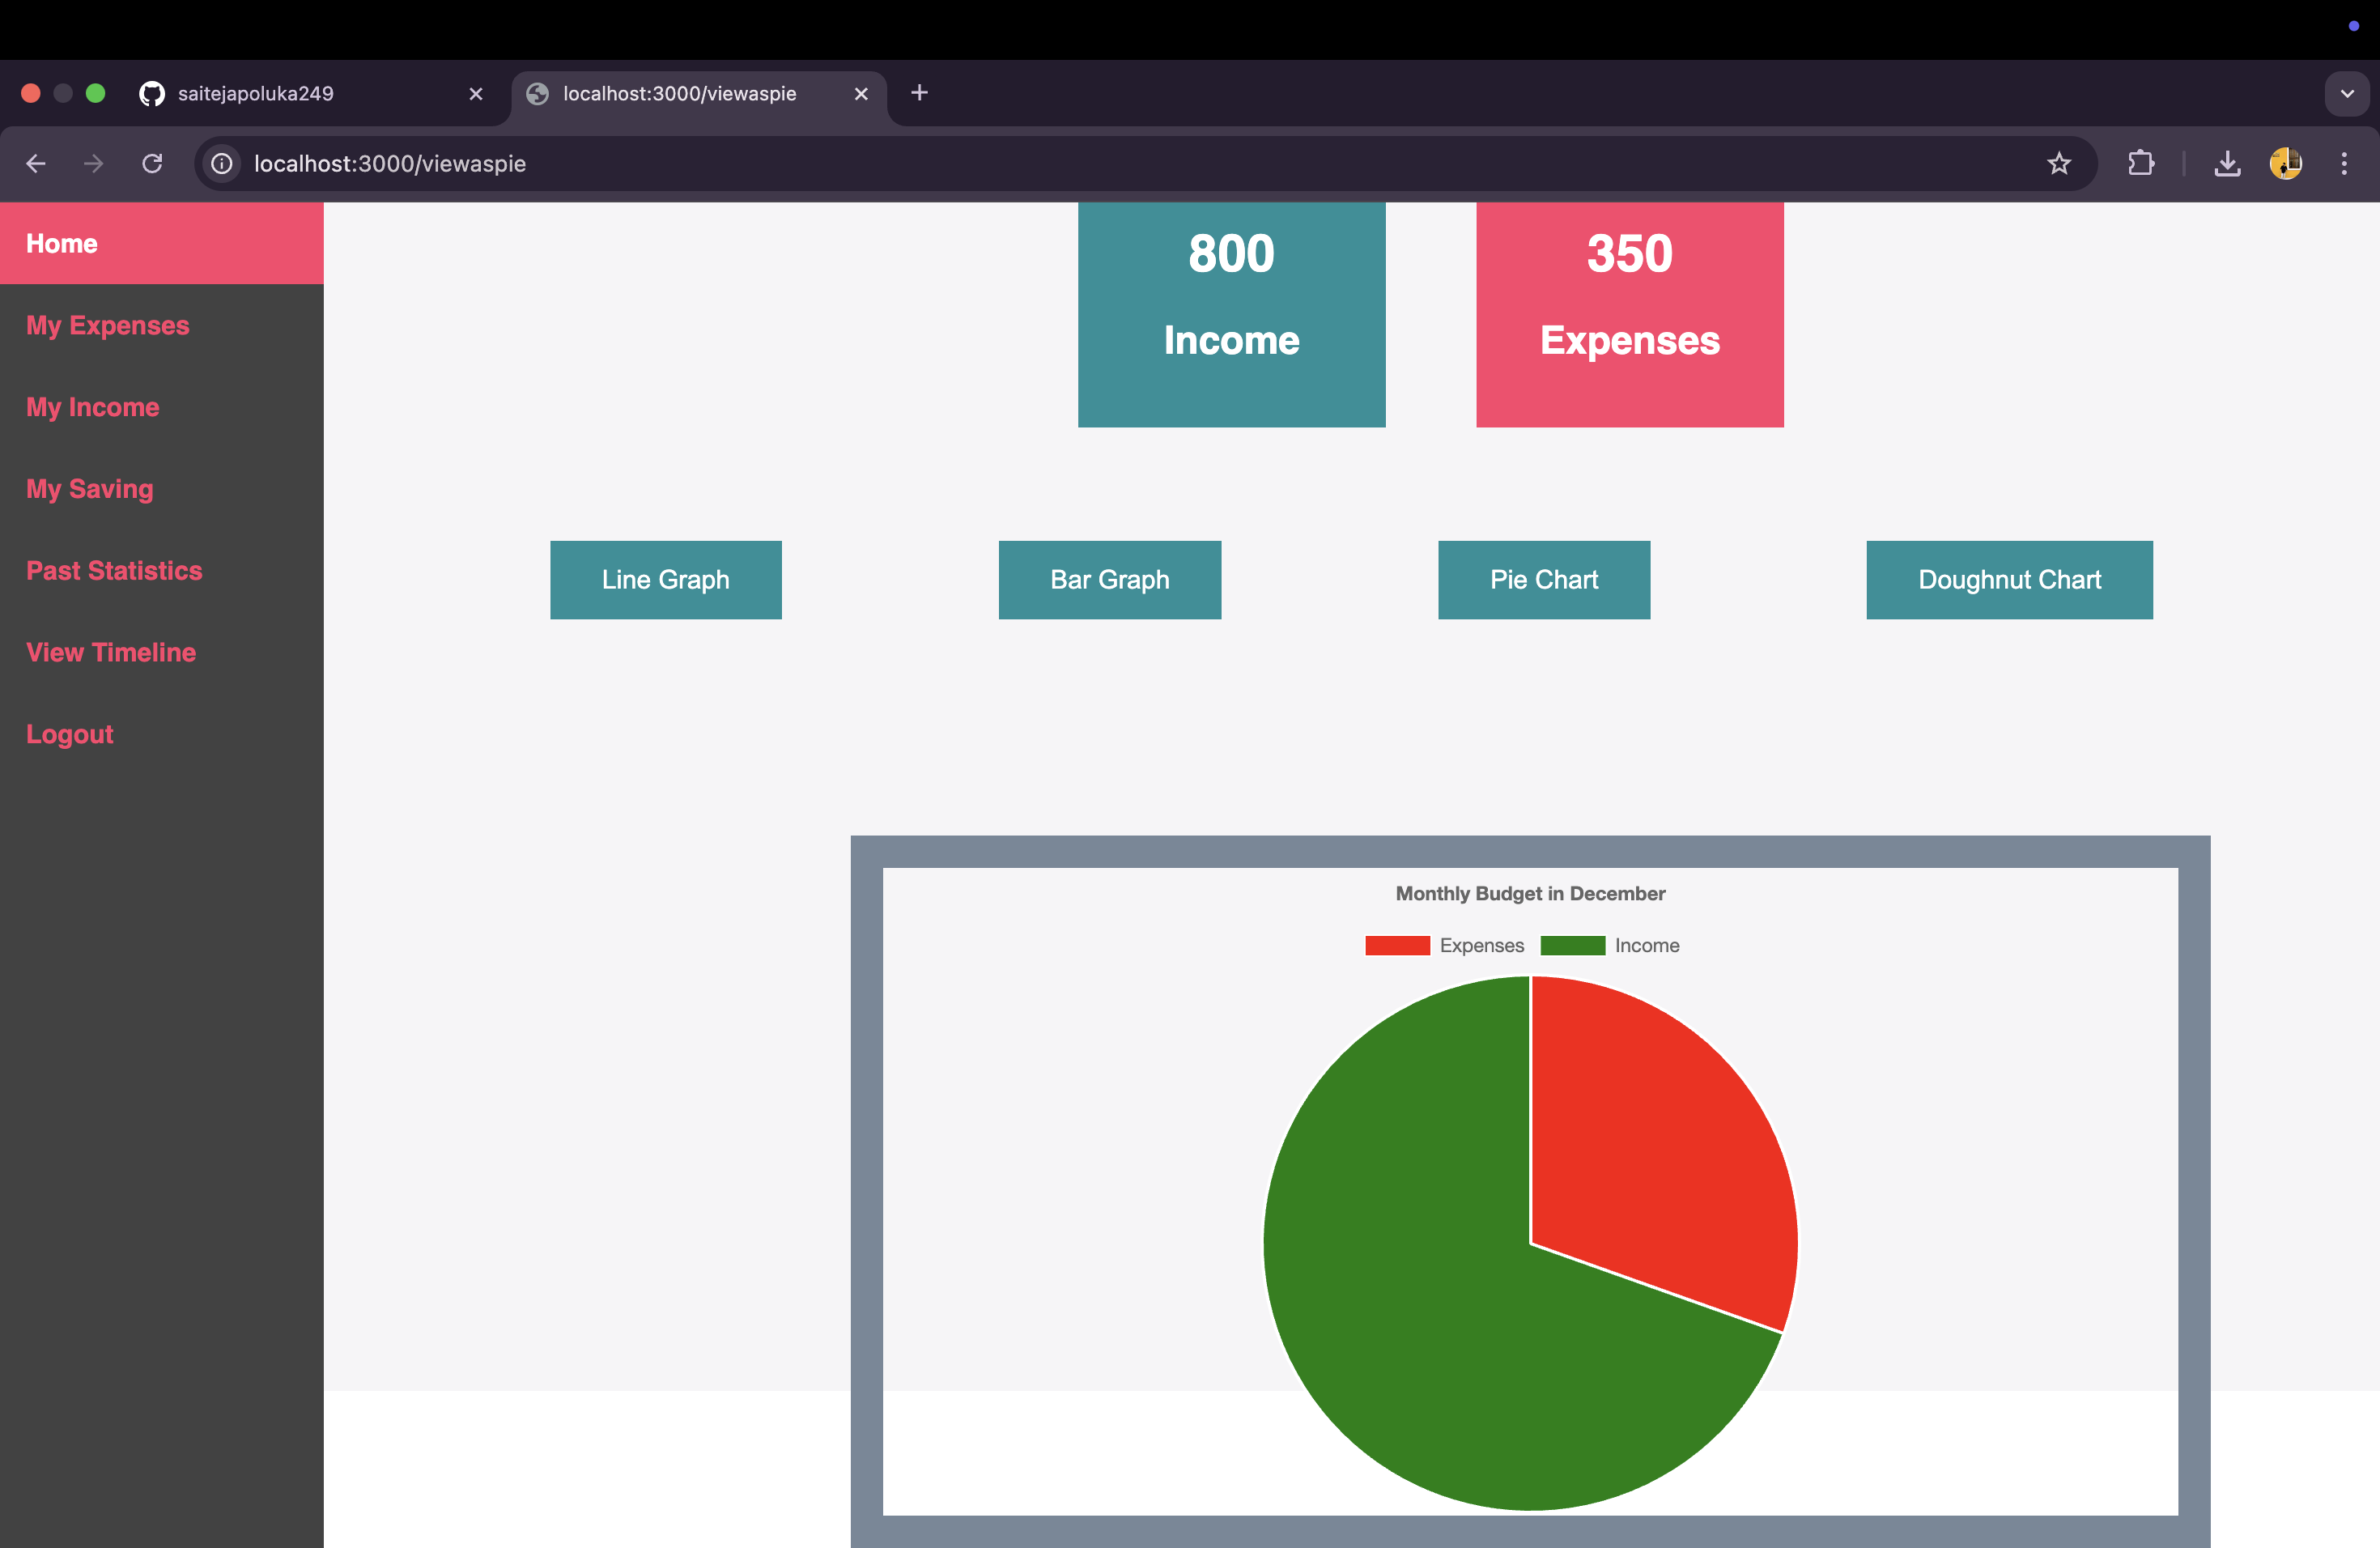 saitejapoluka249
localhost:3000/viewaspie
localhost:3000/viewaspie
Home
My Expenses
My Income
My Saving
Past Statistics
View Timeline
Logout
800
Income
350
Expenses
Line Graph
Bar Graph
Pie Chart
Doughnut Chart
Monthly Budget in December
Expenses
Income